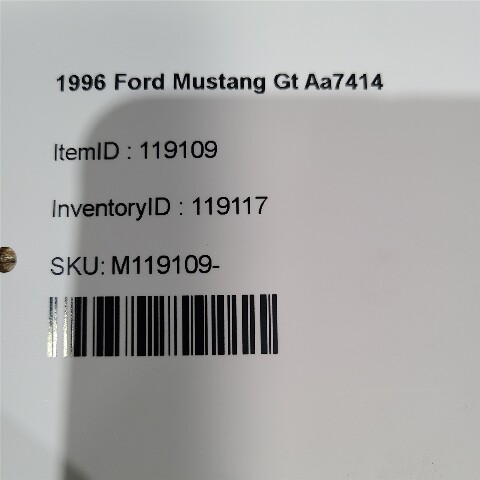 1996 Ford Mustang Gt Aa7414
ItemID : 119109
InventoryID : 119117
SKU: M119109-